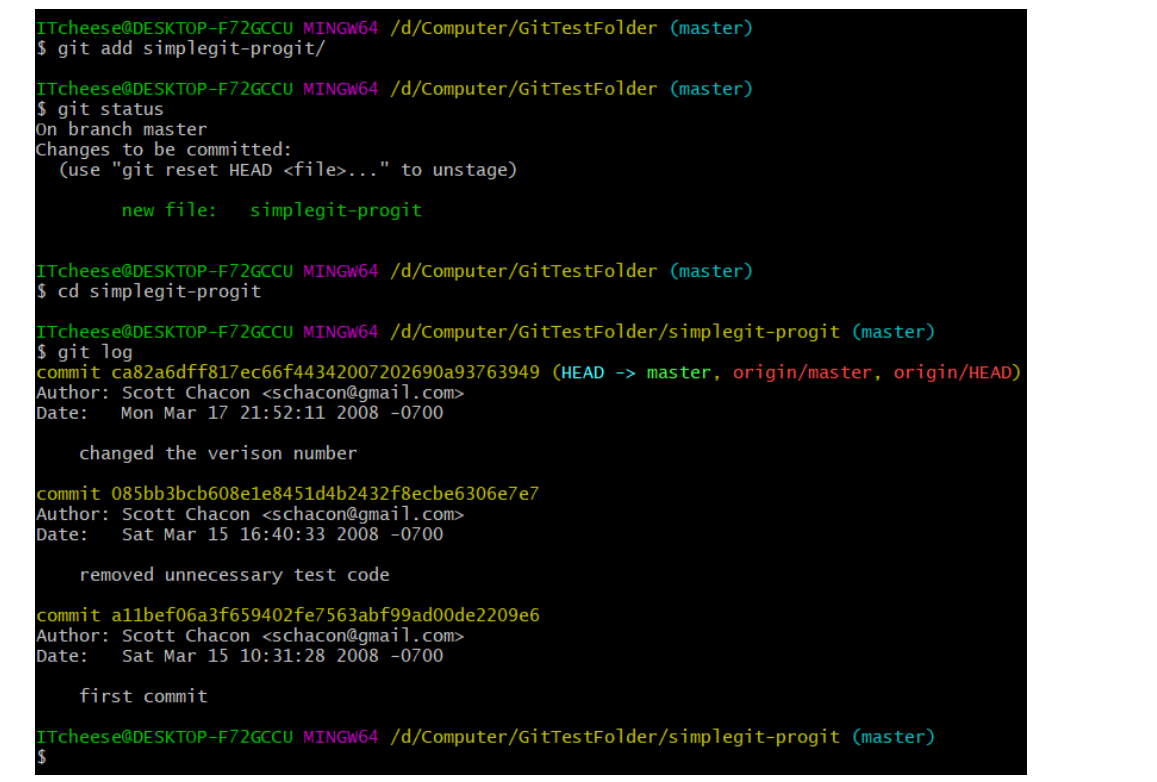 ITcheese@DESKTOP-F72GCCU MINGW64 /d/Computer/GitTestFolder (master)
$ git add simplegit-progit/
ITcheese@DESKTOP-F72GCCU MINGW64 /d/Computer/GitTestFolder (master)
$ git status
On branch master
Changes to be committed:
  (use "git reset HEAD <file>..." to unstage)
        new file:   simplegit-progit
ITcheese@DESKTOP-F72GCCU MINGW64 /d/Computer/GitTestFolder (master)
$ cd simplegit-progit
ITcheese@DESKTOP-F72GCCU MINGW64 /d/Computer/GitTestFolder/simplegit-progit (master)
$ git log
commit ca82a6dff817ec66f44342007202690a93763949 (HEAD -> master, origin/master, origin/HEAD)
Author: Scott Chacon <schacon@gmail.com>
Date:   Mon Mar 17 21:52:11 2008 -0700
    changed the verison number
commit 085bb3bcb608e1e8451d4b2432f8ecbe6306e7e7
Author: Scott Chacon <schacon@gmail.com>
Date:   Sat Mar 15 16:40:33 2008 -0700
    removed unnecessary test code
commit a11bef06a3f659402fe7563abf99ad00de2209e6
Author: Scott Chacon <schacon@gmail.com>
Date:   Sat Mar 15 10:31:28 2008 -0700
    first commit
ITcheese@DESKTOP-F72GCCU MINGW64 /d/Computer/GitTestFolder/simplegit-progit (master)
$